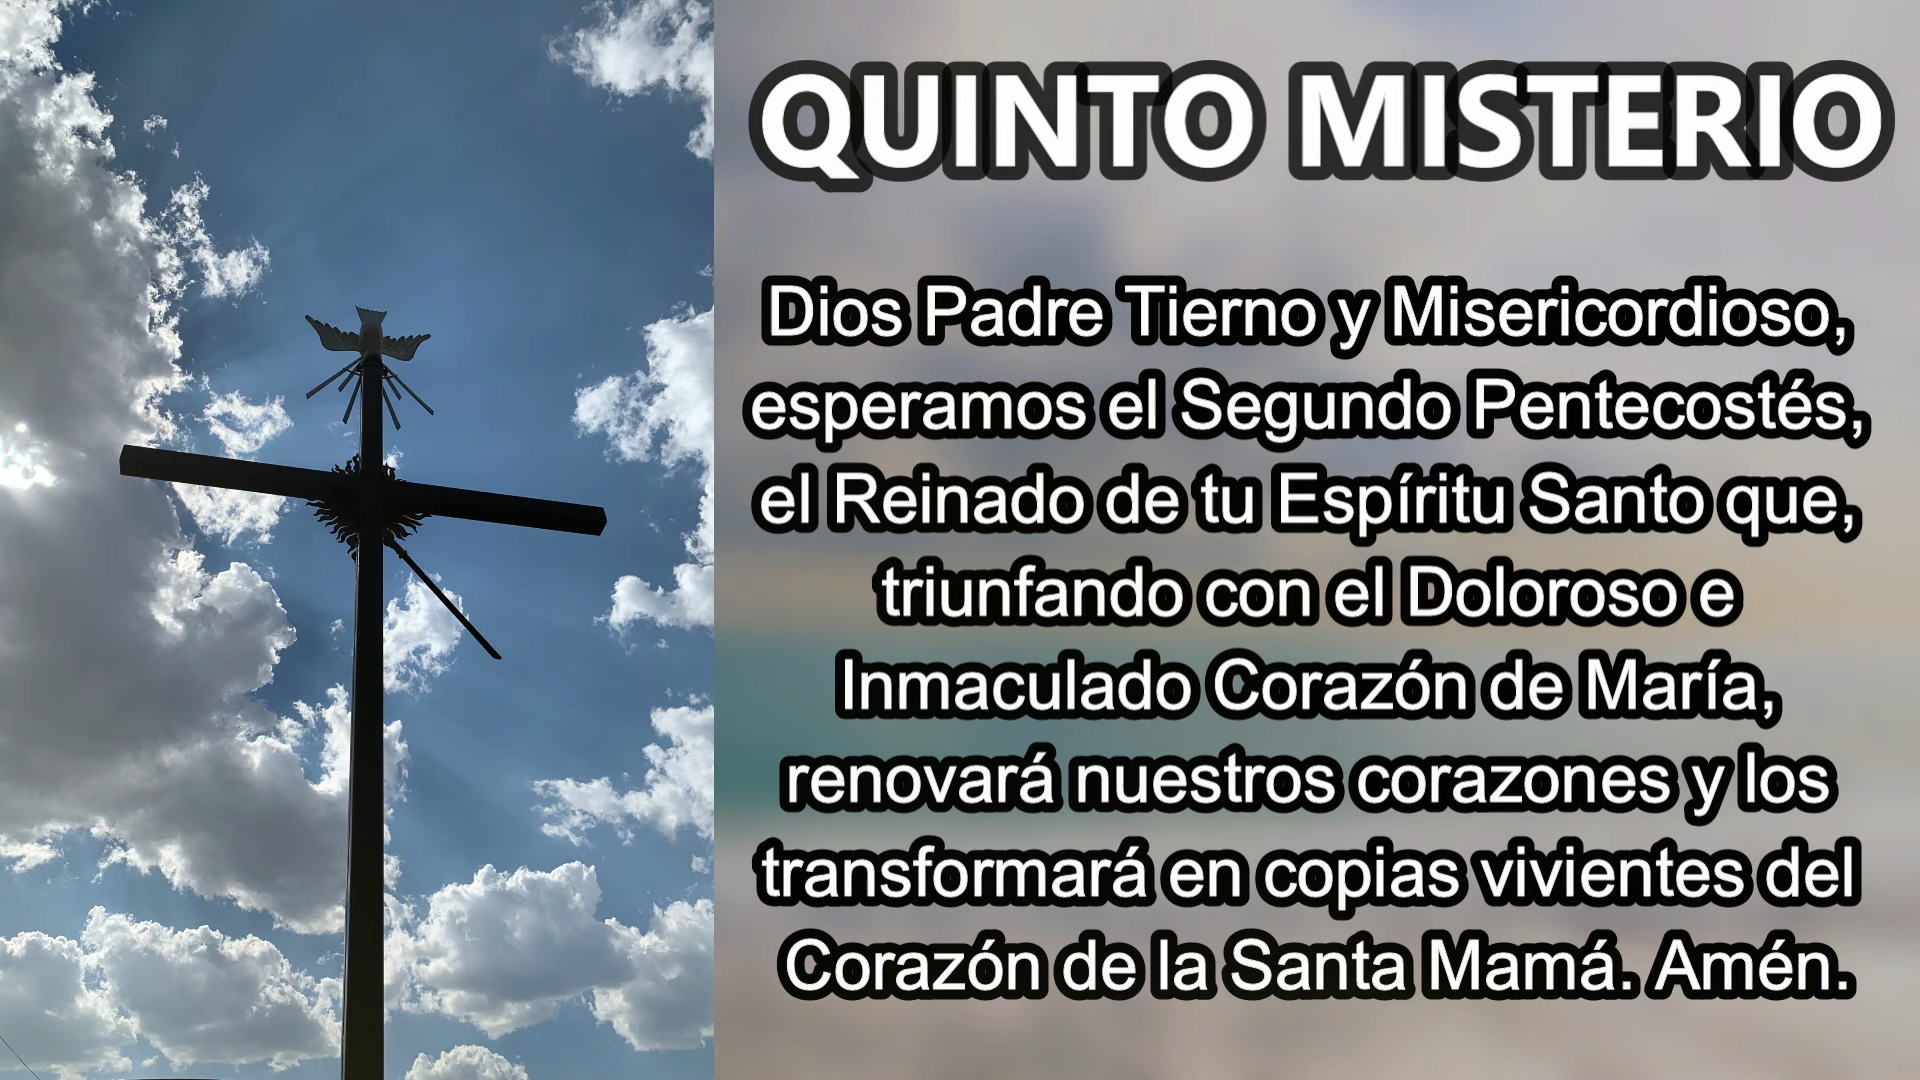 QUINTO MISTERIO
Dios Padre Tierno y Misericordioso,
esperamos el Segundo Pentecostés,
el Reinado de tu Espíritu Santo que,
triunfando con el Doloroso e
Inmaculado Corazón de María,
renovará nuestros corazones y los
transformará en copias vivientes del
Corazón de la Santa Mamá. Amén.